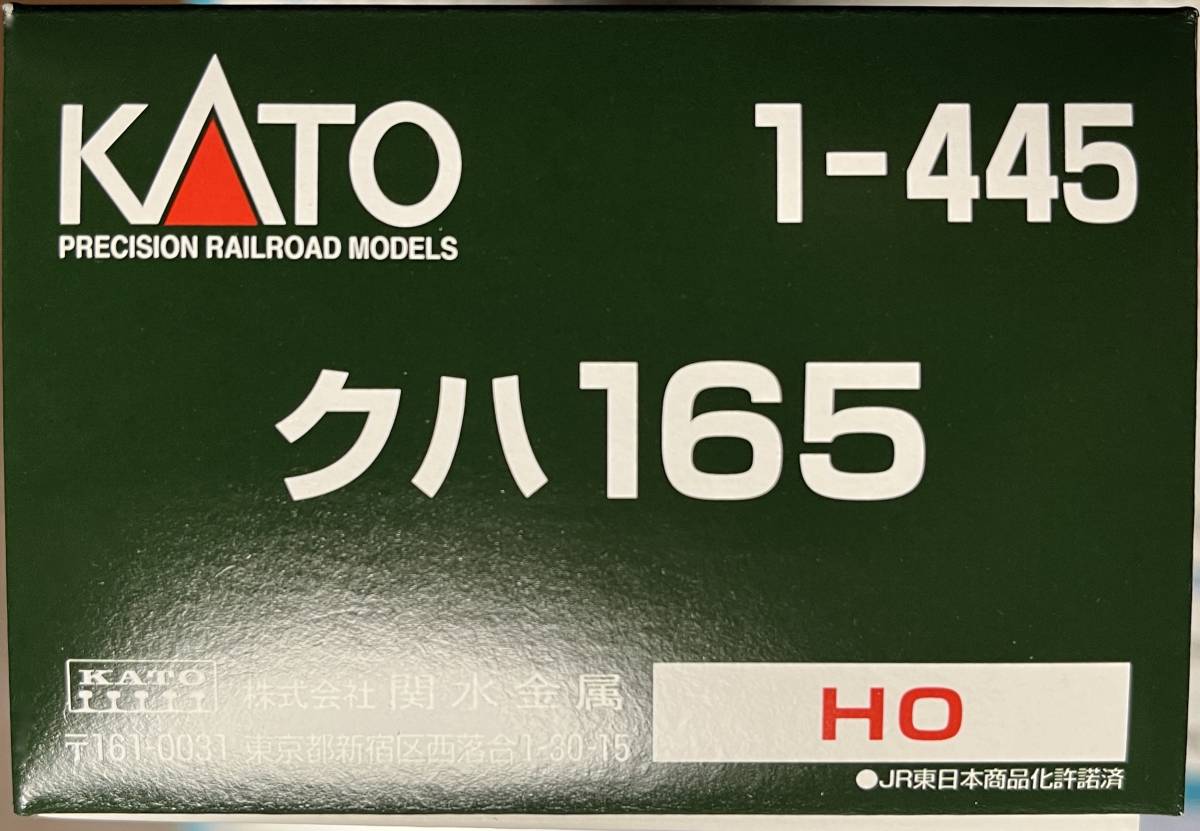 KATO
PRECISION RAILROAD MODELS
1-445
クハ165
KATO
株式会社 関水金属
〒161-0031 東京都新宿区西落合1-30-15
HO
●JR東日本商品化許諾済